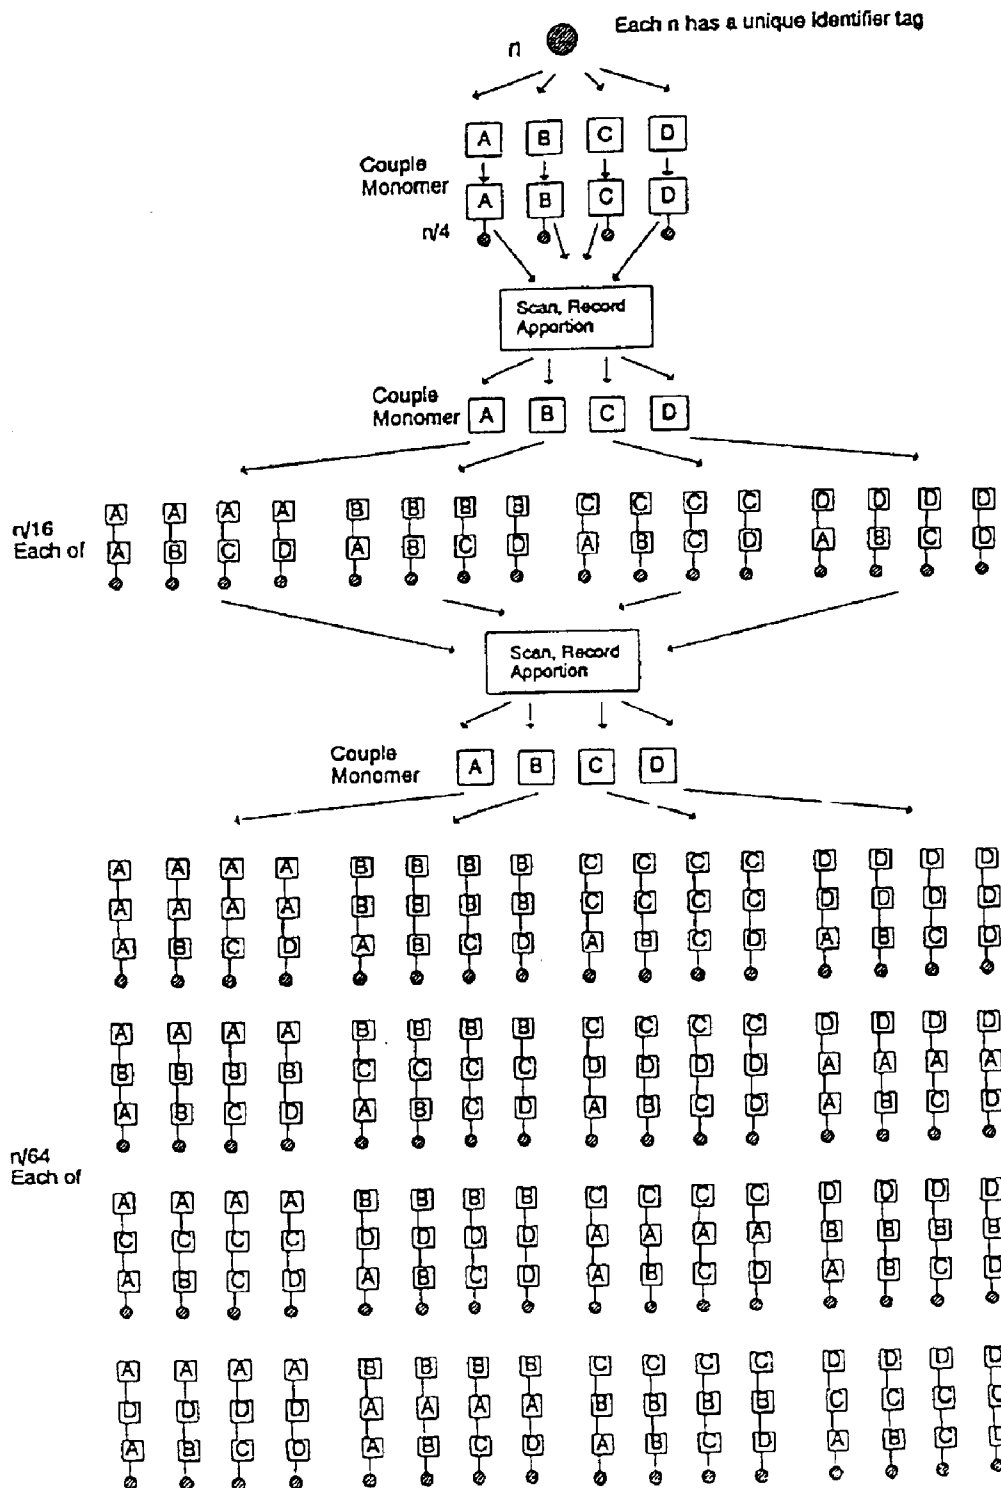 Each n has a unique identifier tag
n
A B C D
Couple
Monomer
A B C D
n/4
Scan, Record
Apportion
Couple
Monomer
A B C D
A A A A B B B B C C C C D D D D
n/16
Each of
A B C D A B C D A B C D A B C D
Scan, Record
Apportion
Couple
Monomer
A B C D
A A A A B B B B C C C C D D D D
A A A A B B B B C C C C D D D D
A B C D A B C D A B C D A B C D
A A A A B B B B C C C C D D D D
B B B B C C C C D D D D A A A A
A B C D A B C D A B C D A B C D
n/64
Each of
A A A A B B B B C C C C D D D D
C C C C D D D D A A A A B B B B
A B C D A B C D A B C D A B C D
A A A A B B B B C C C C D D D D
D D D D A A A A B B B B C C C C
A B C D A B C D A B C D A B C D